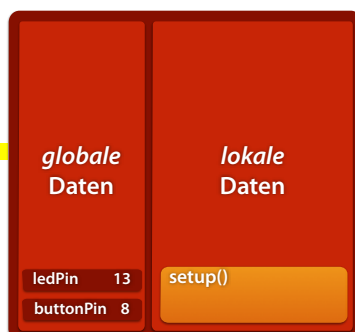 globale
Daten
lokale
Daten
ledPin 13
buttonPin 8
setup()